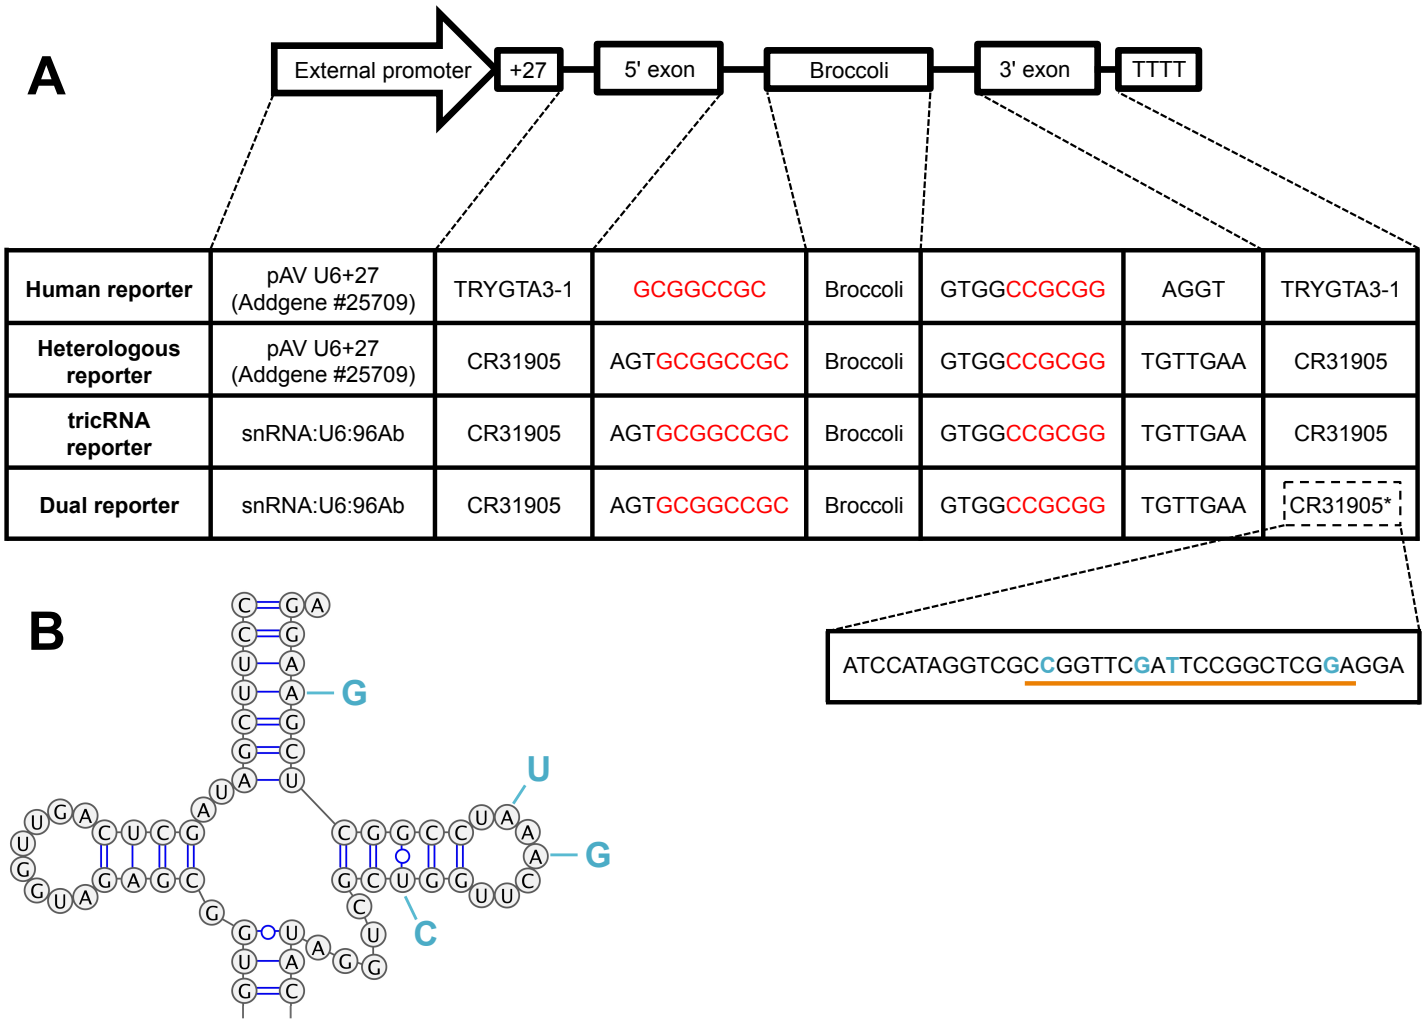 A
External promoter
+27
5' exon
Broccoli
3' exon
TTTT
Human reporter
pAV U6+27
(Addgene #25709)
TRYGTA3-1
GCGGCCGC
Broccoli
GTGGCCGCGG
AGGT
TRYGTA3-1
Heterologous
reporter
pAV U6+27
(Addgene #25709)
CR31905
AGTGCGGCCGC
Broccoli
GTGGCCGCGG
TGTTGAA
CR31905
tricRNA
reporter
snRNA:U6:96Ab
CR31905
AGTGCGGCCGC
Broccoli
GTGGCCGCGG
TGTTGAA
CR31905
Dual reporter
snRNA:U6:96Ab
CR31905
AGTGCGGCCGC
Broccoli
GTGGCCGCGG
TGTTGAA
CR31905*
ATCCATAGGTCGCCGGTTCGATTCCGGCTCGGAGGA
B
C G A
C G
U A
U A G
C G
G C
U
A U
U
U G A A U A
C U C G C G G C C A
U A G
G G A G C G C U G G C
G U A U U
G C
G U U C
A
U A G G
G C